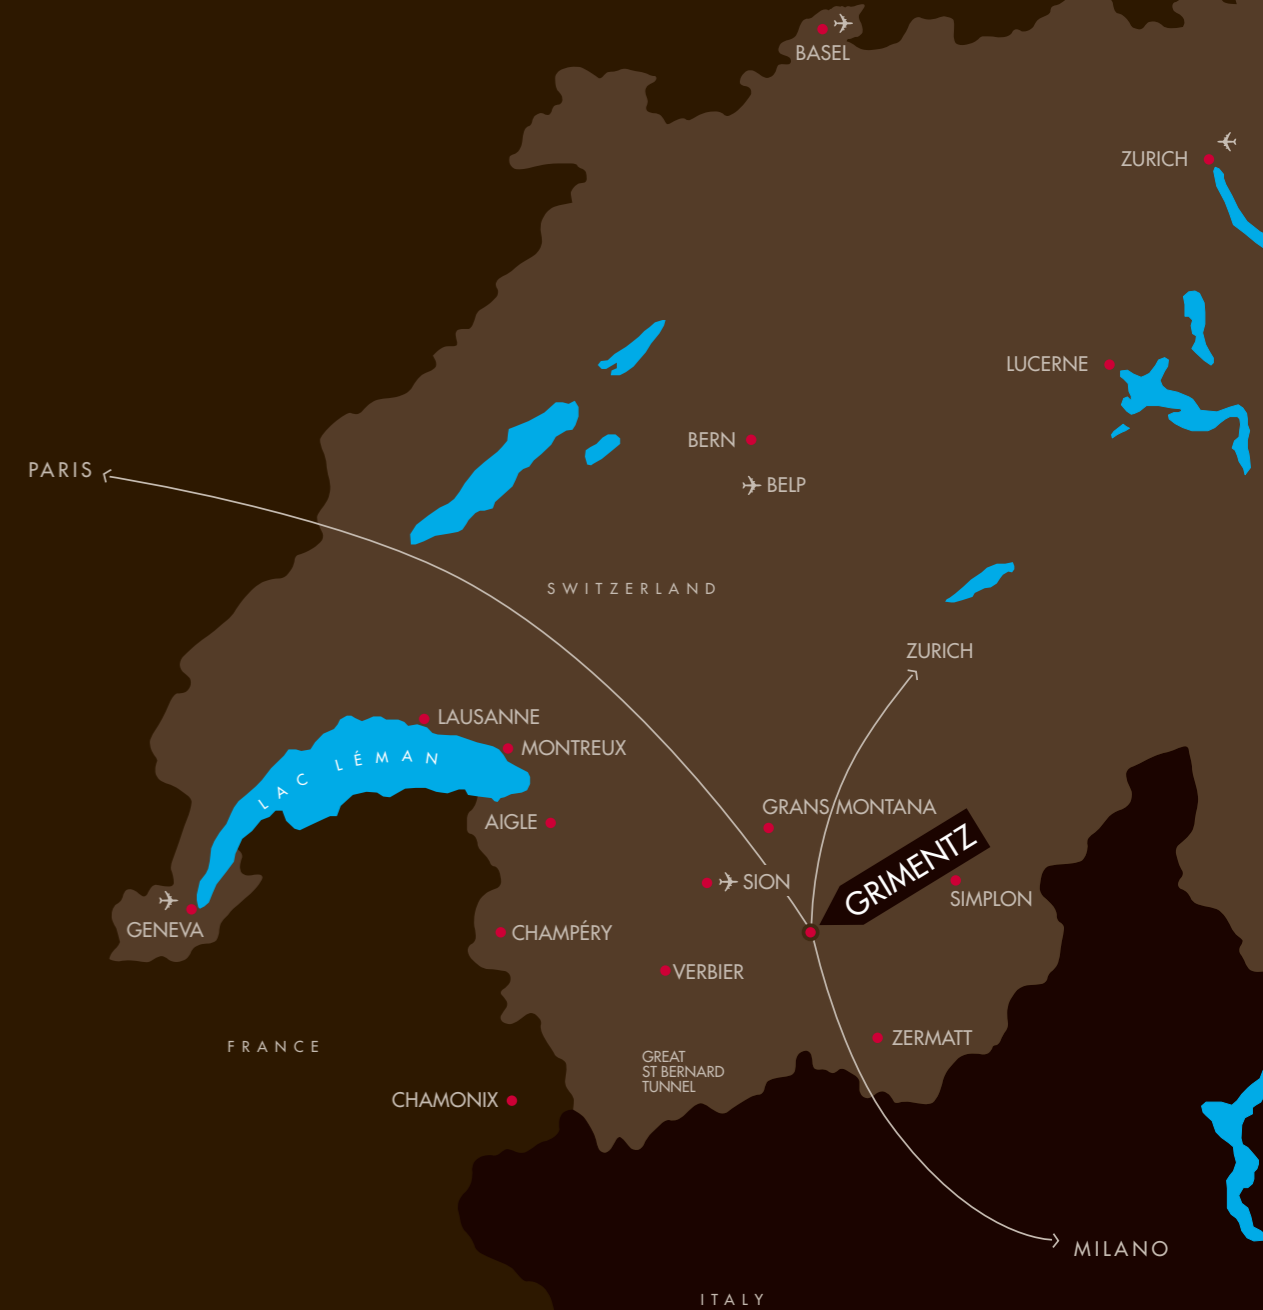 BASEL
ZURICH
LUCERNE
BERN
BELP
PARIS
SWITZERLAND
ZURICH
LAUSANNE
MONTREUX
LAC LÉMAN
GRANS MONTANA
AIGLE
GRIMENTZ
SION
SIMPLON
GENEVA
CHAMPÉRY
VERBIER
ZERMATT
FRANCE
GREAT
ST BERNARD
TUNNEL
CHAMONIX
MILANO
ITALY